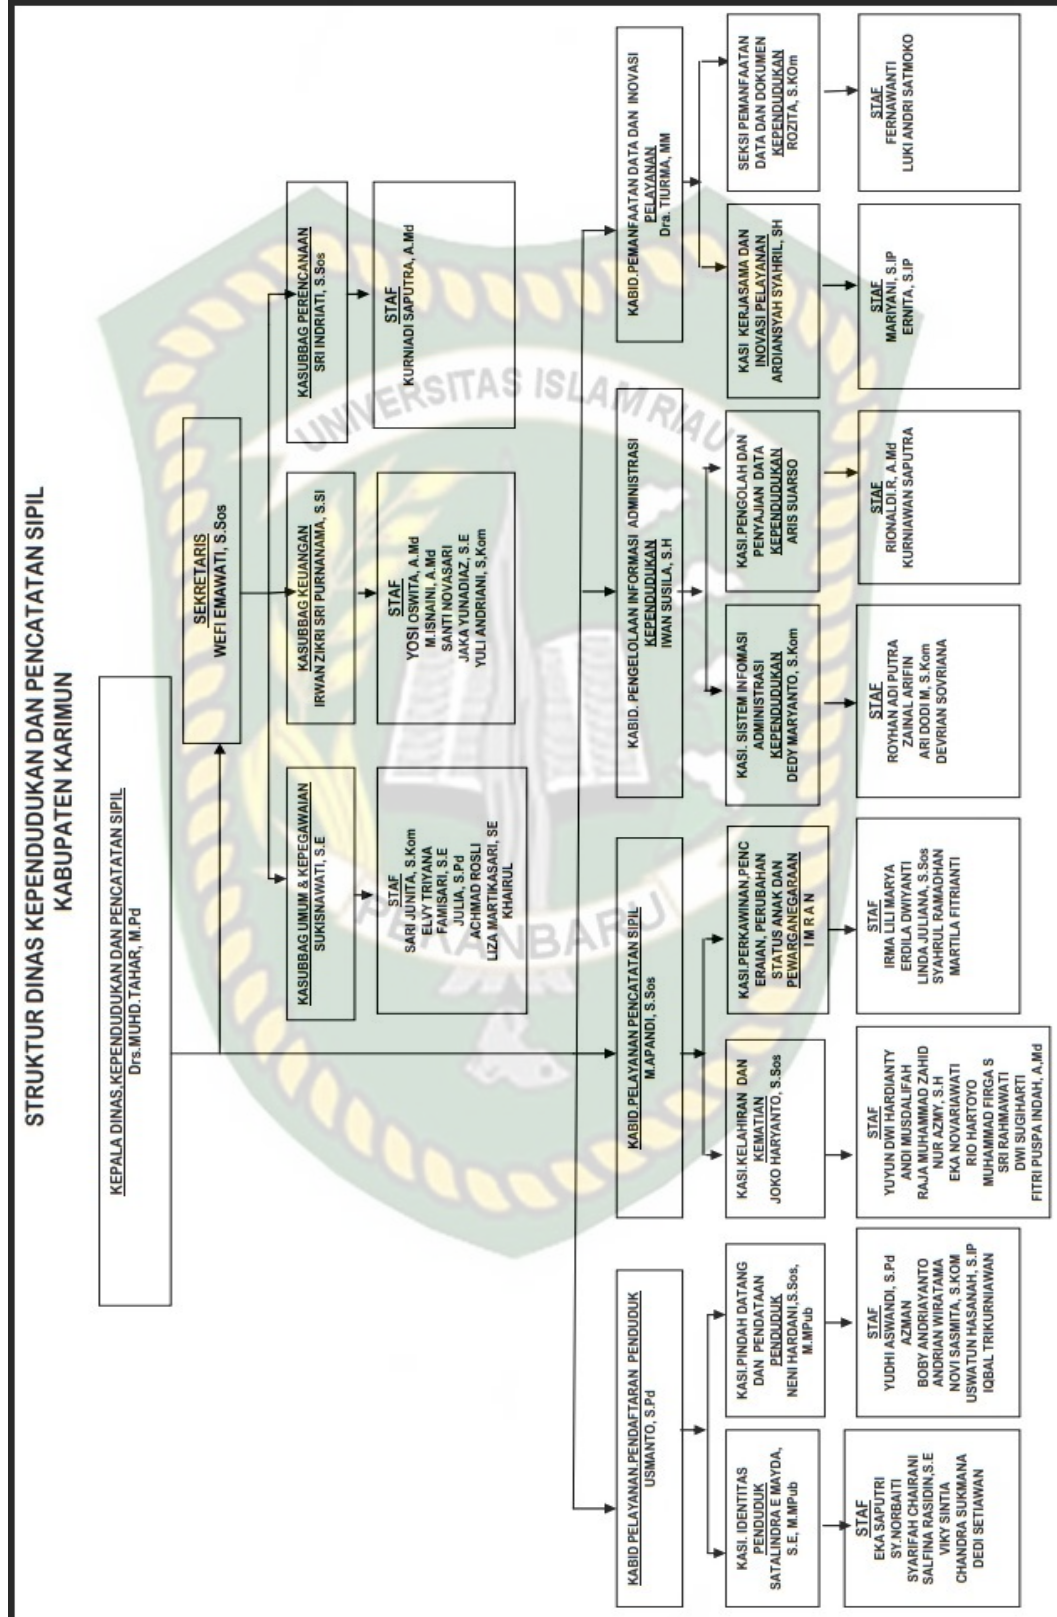 STRUKTUR DINAS KEPENDUDUKAN DAN PENCATATAN SIPIL
KABUPATEN KARIMUN
KEPALA DINAS.KEPENDUDUKAN DAN PENCATATAN SIPIL
Drs.MUHD.TAHAR, M.Pd
SEKRETARIS
WEFI EMAWATI, S.Sos
KASUBBAG UMUM & KEPEGAWAIAN
SUKISNAWATI, S.E
STAF
SARI JUNITA, S.Kom
ELVY TRIYANA
FAMISARI, S.E
JULIA, S.Pd
ACHMAD ROSLI
LIZA MARTIKASARI, SE
KHAIRUL
KASUBBAG KEUANGAN
IRWAN ZIKRI SRI PURNANAMA, S.SI
STAF
YOSI OSWITA, A.Md
M.ISNAINI, A.Md
SANTI NOVASARI
JAKA YUNADIAZ, S.E
YULI ANDRIANI, S,Kom
KASUBBAG PERENCANAAN
SRI INDRIATI, S.Sos
STAF
KURNIADI SAPUTRA, A.Md
KABID PELAYANAN.PENDAFTARAN PENDUDUK
USMANTO, S.Pd
KASI. IDENTITAS
PENDUDUK
SATALINDRA E MAYDA,
S.E, M.MPub
STAF
EKA SAPUTRI
SY.NORBAITI
SYARIFAH CHAIRANI
SALFINA RASIDIN,S.E
VIKY SINTIA
CHANDRA SUKMANA
DEDI SETIAWAN
KASI.PINDAH DATANG
DAN PENDATAAN
PENDUDUK
NENI HARDANI,S.Sos,
M.MPub
STAF
YUDHI ASWANDI, S.Pd
AZMAN
BOBY ANDRIAYANTO
ANDRIAN WIRATAMA
NOVI SASMITA, S.KOM
USWATUN HASANAH, S.IP
IQBAL TRIKURNIAWAN
KABID.PELAYANAN PENCATATAN SIPIL
M.APANDI, S.Sos
KASI.KELAHIRAN DAN
KEMATIAN
JOKO HARYANTO, S.Sos
STAF
YUYUN DWI HARDIANTY
ANDI MUSDALIFAH
RAJA MUHAMMAD ZAHID
NUR AZMY, S.H
EKA NOVARIAWATI
RIO HARTOYO
MUHAMMAD FIRGA S
SRI RAHMAWATI
DWI SUGIHARTI
FITRI PUSPA INDAH, A,Md
KASI.PERKAWINAN,PENC
ERAIAN, PERUBAHAN
STATUS ANAK DAN
PEWARGANEGARAAN
I M R A N
STAF
IRMA LILI MARYA
ERDILA DWIYANTI
LINDA JULIANA, S.Sos
SYAHRUL RAMADHAN
MARTILA FITRIANTI
KABID. PENGELOLAAN INFORMASI ADMINISTRASI
KEPENDUDUKAN
IWAN SUSILA, S.H
KASI. SISTEM INFOMASI
ADMINISTRASI
KEPENDUDUKAN
DEDY MARYANTO, S.Kom
STAF
ROYHAN ADI PUTRA
ZAINAL ARIFIN
ARI DODI M, S.Kom
DEVRIAN SOVRIANA
KASI.PENGOLAH DAN
PENYAJIAN DATA
KEPENDUDUKAN
ARIS SUARSO
STAF
RIONALDI.R, A.Md
KURNIAWAN SAPUTRA
KABID.PEMANFAATAN DATA DAN INOVASI
PELAYANAN
Dra. TIURMA, MM
KASI KERJASAMA DAN
INOVASI PELAYANAN
ARDIANSYAH SYAHRIL, SH
STAF
MARIYANI, S.IP
ERNITA, S.IP
SEKSI PEMANFAATAN
DATA DAN DOKUMEN
KEPENDUDUKAN
ROZITA, S.KOm
STAF
FERNAWANTI
LUKI ANDRI SATMOKO
UNIVERSITAS ISLAM RIAU
PEKANBARU